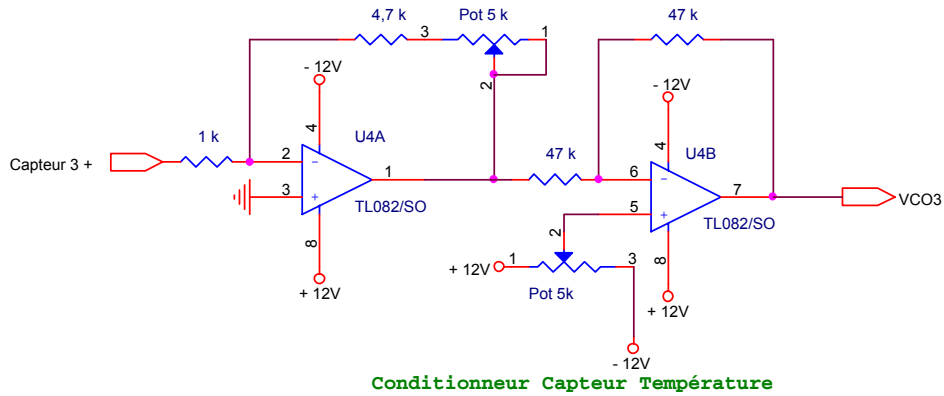 4,7 k
Pot 5 k
47 k
3
1
2
- 12V
- 12V
4
4
1 k
U4A
U4B
Capteur 3 +
2
−
1
47 k
6
−
7
VCO3
3
+
5
+
TL082/SO
TL082/SO
2
8
8
+ 12V
1
3
+ 12V
Pot 5k
+ 12V
- 12V
Conditionneur Capteur Température